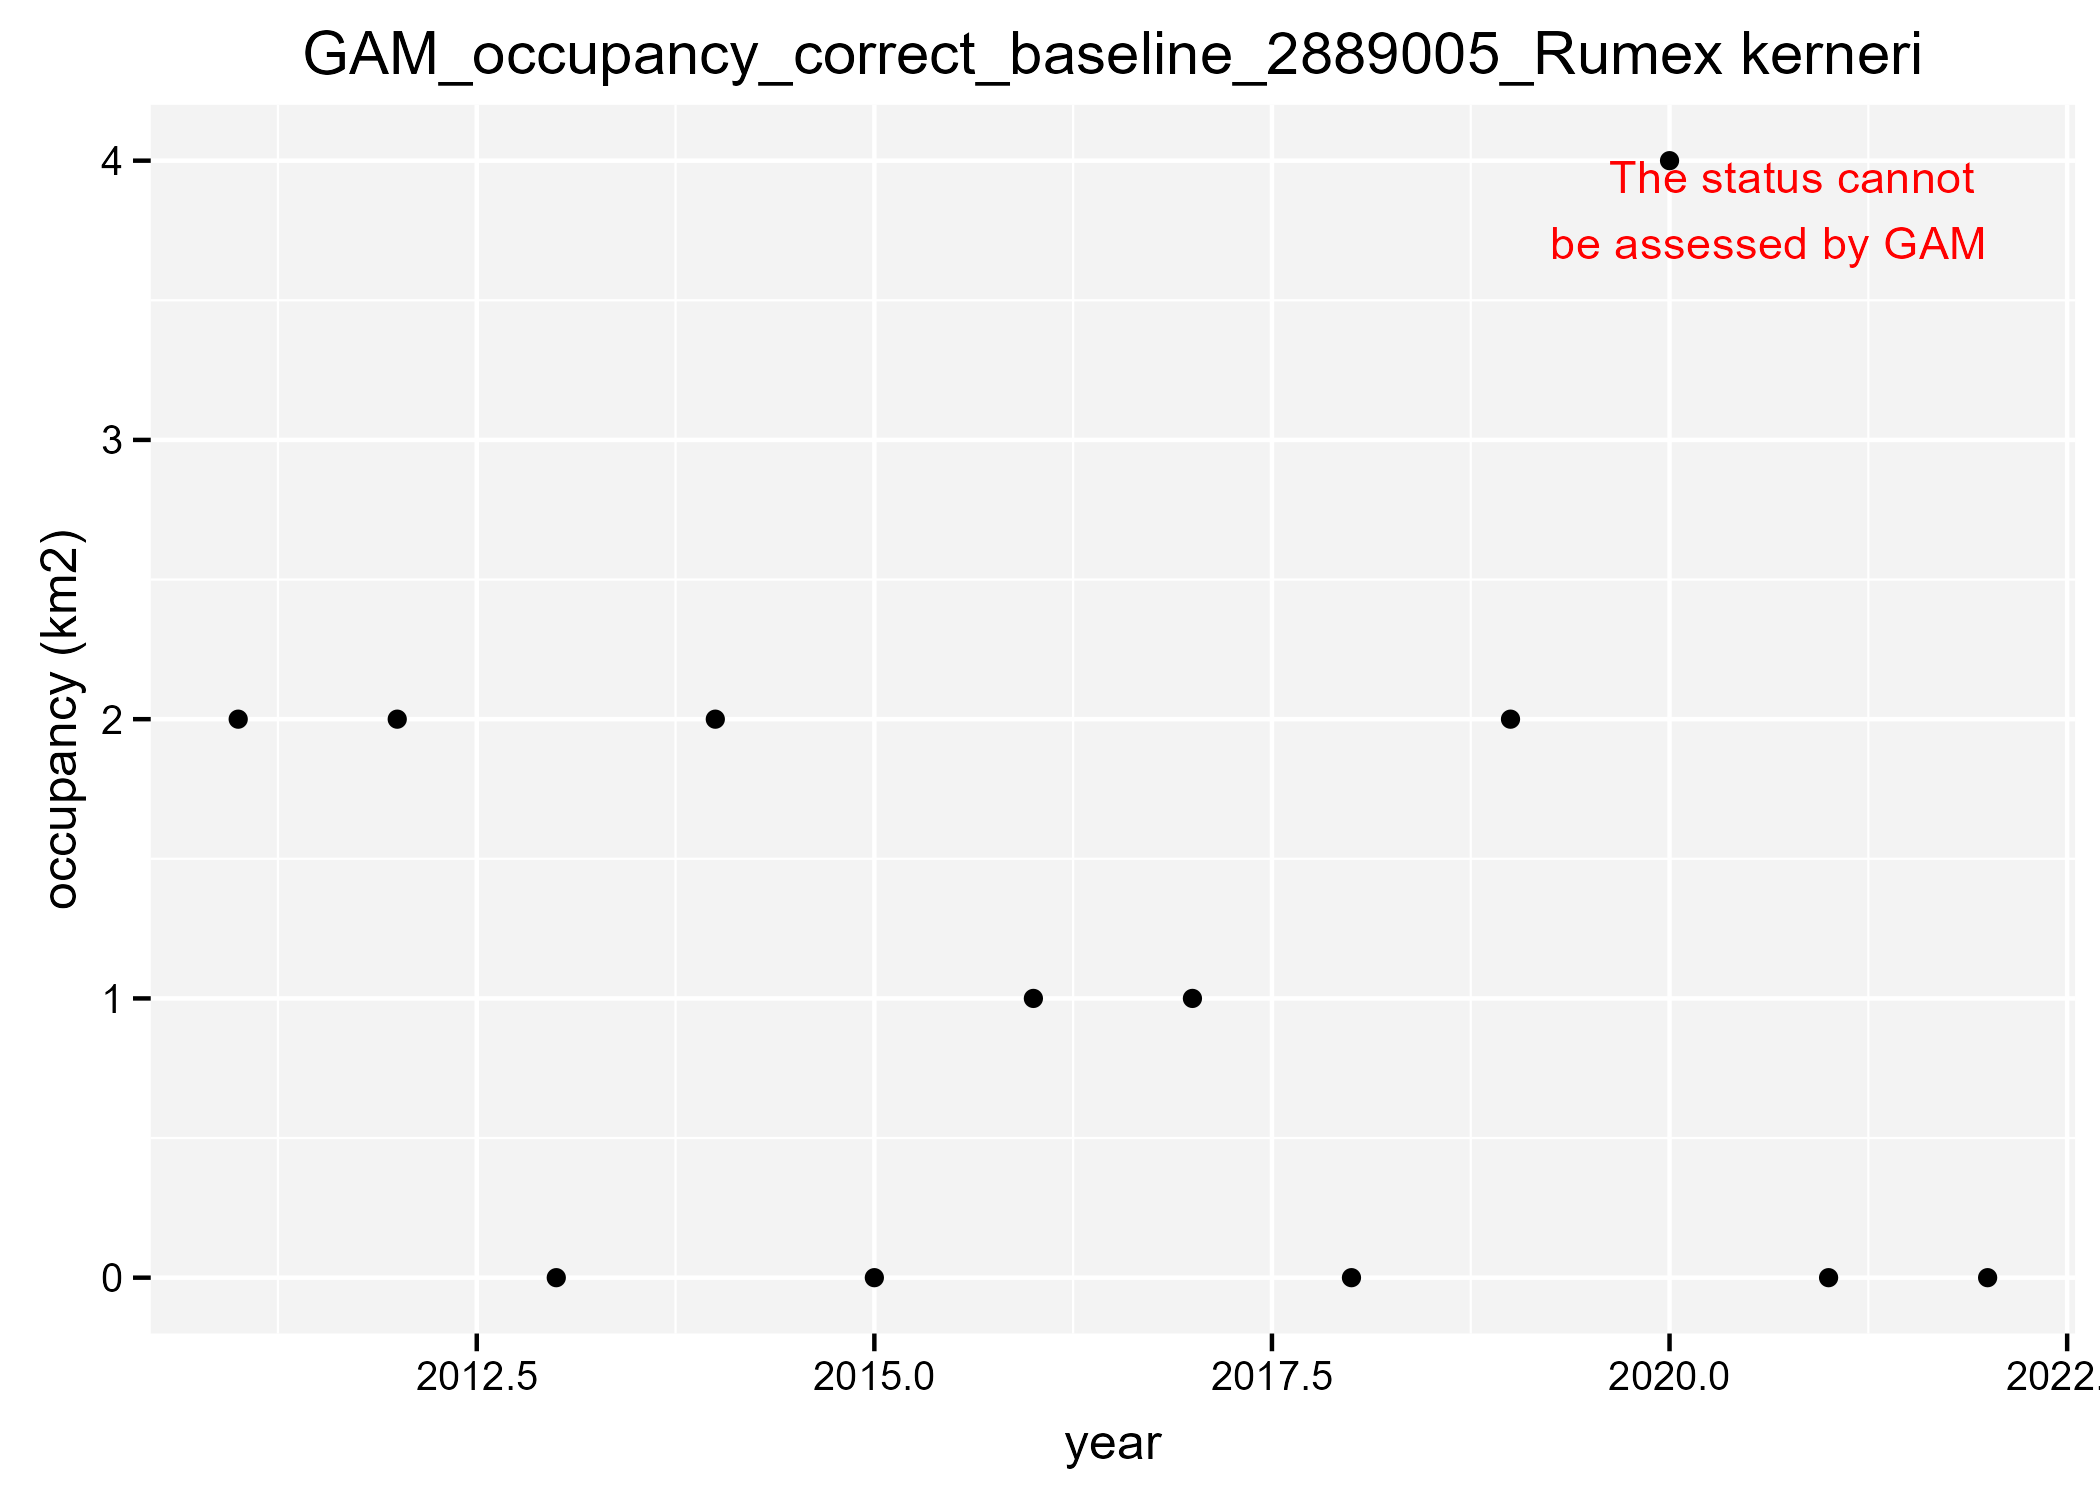 GAM_occupancy_correct_baseline_2889005_Rumex kerneri
4
The status cannot
be assessed by GAM
3
occupancy (km2)
2
1
0
2012.5 2015.0 2017.5 2020.0 2022.
year